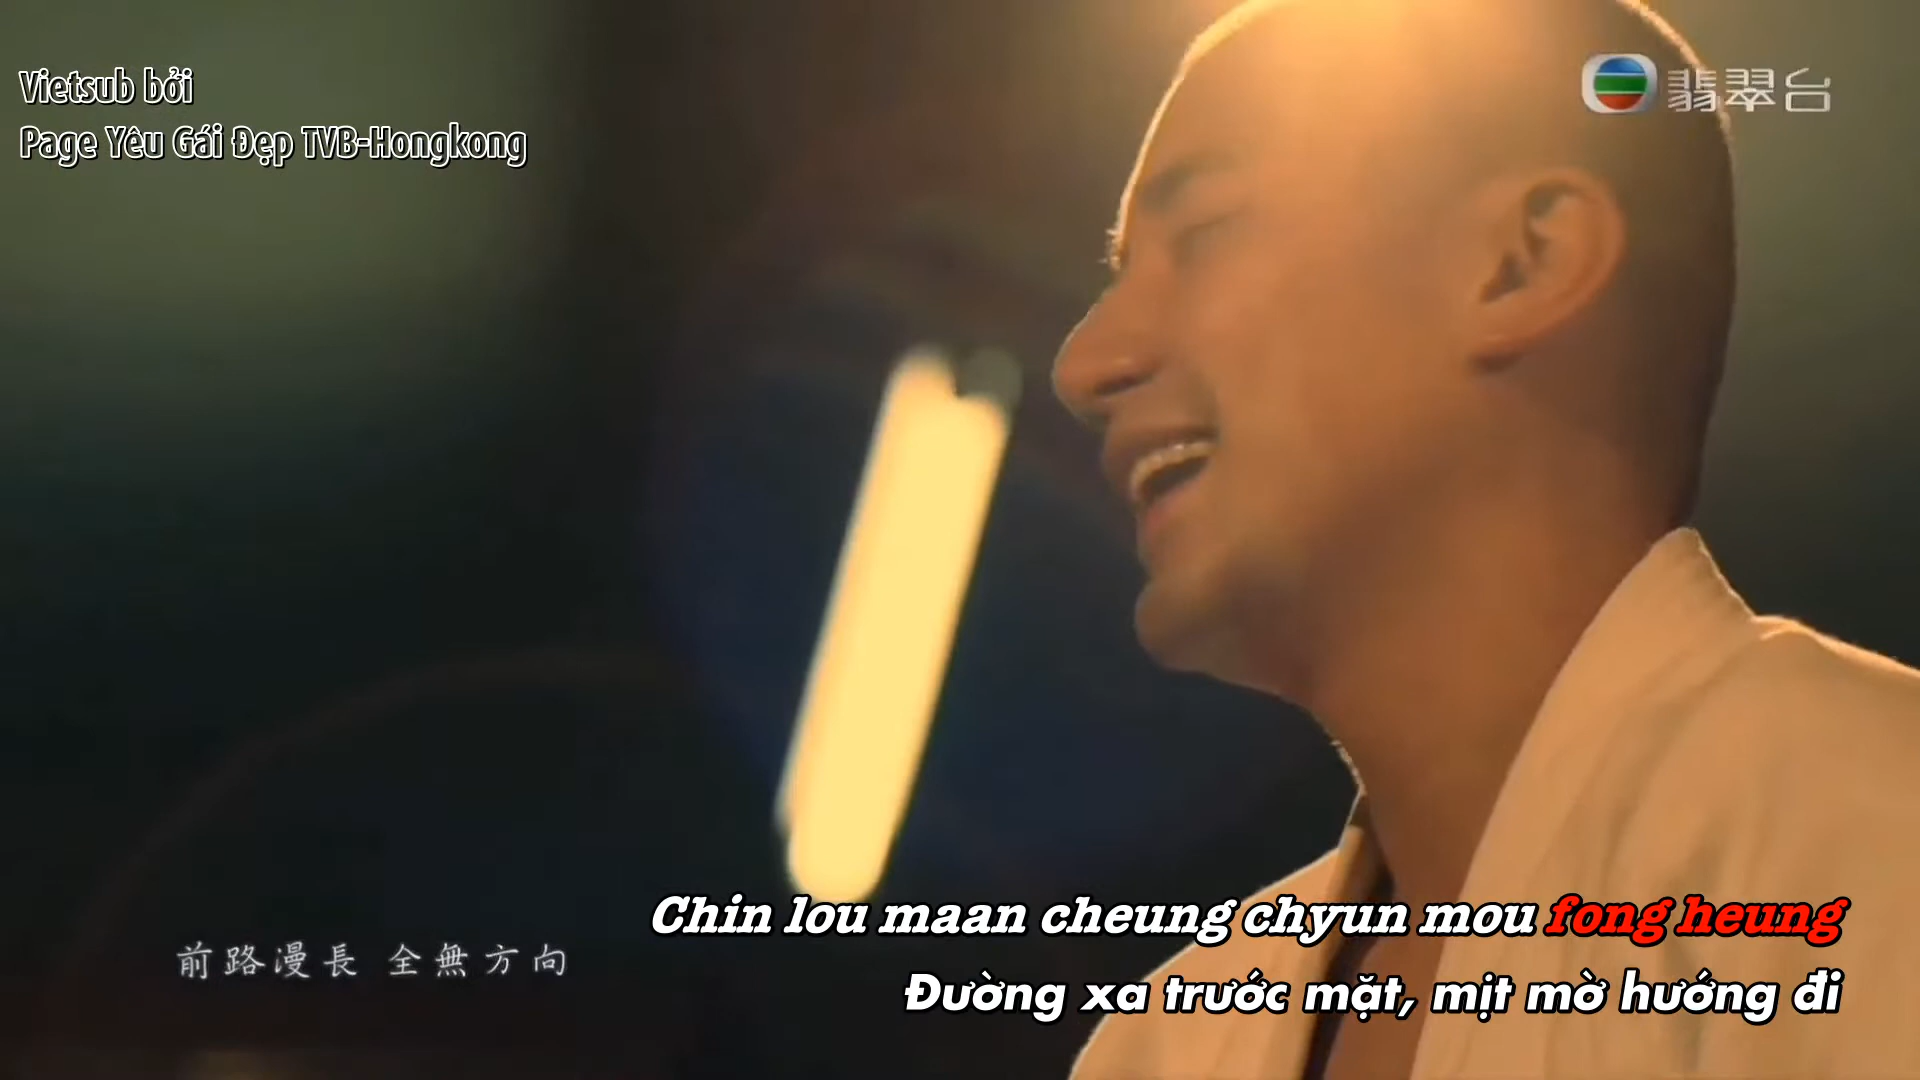 Vietsub bởi
Page Yêu Gái Đẹp TVB-Hongkong
翡翠台
Chin lou maan cheung chyun mou fong heung
前路漫長 全無方向
Đường xa trước mặt, mịt mờ hướng đi